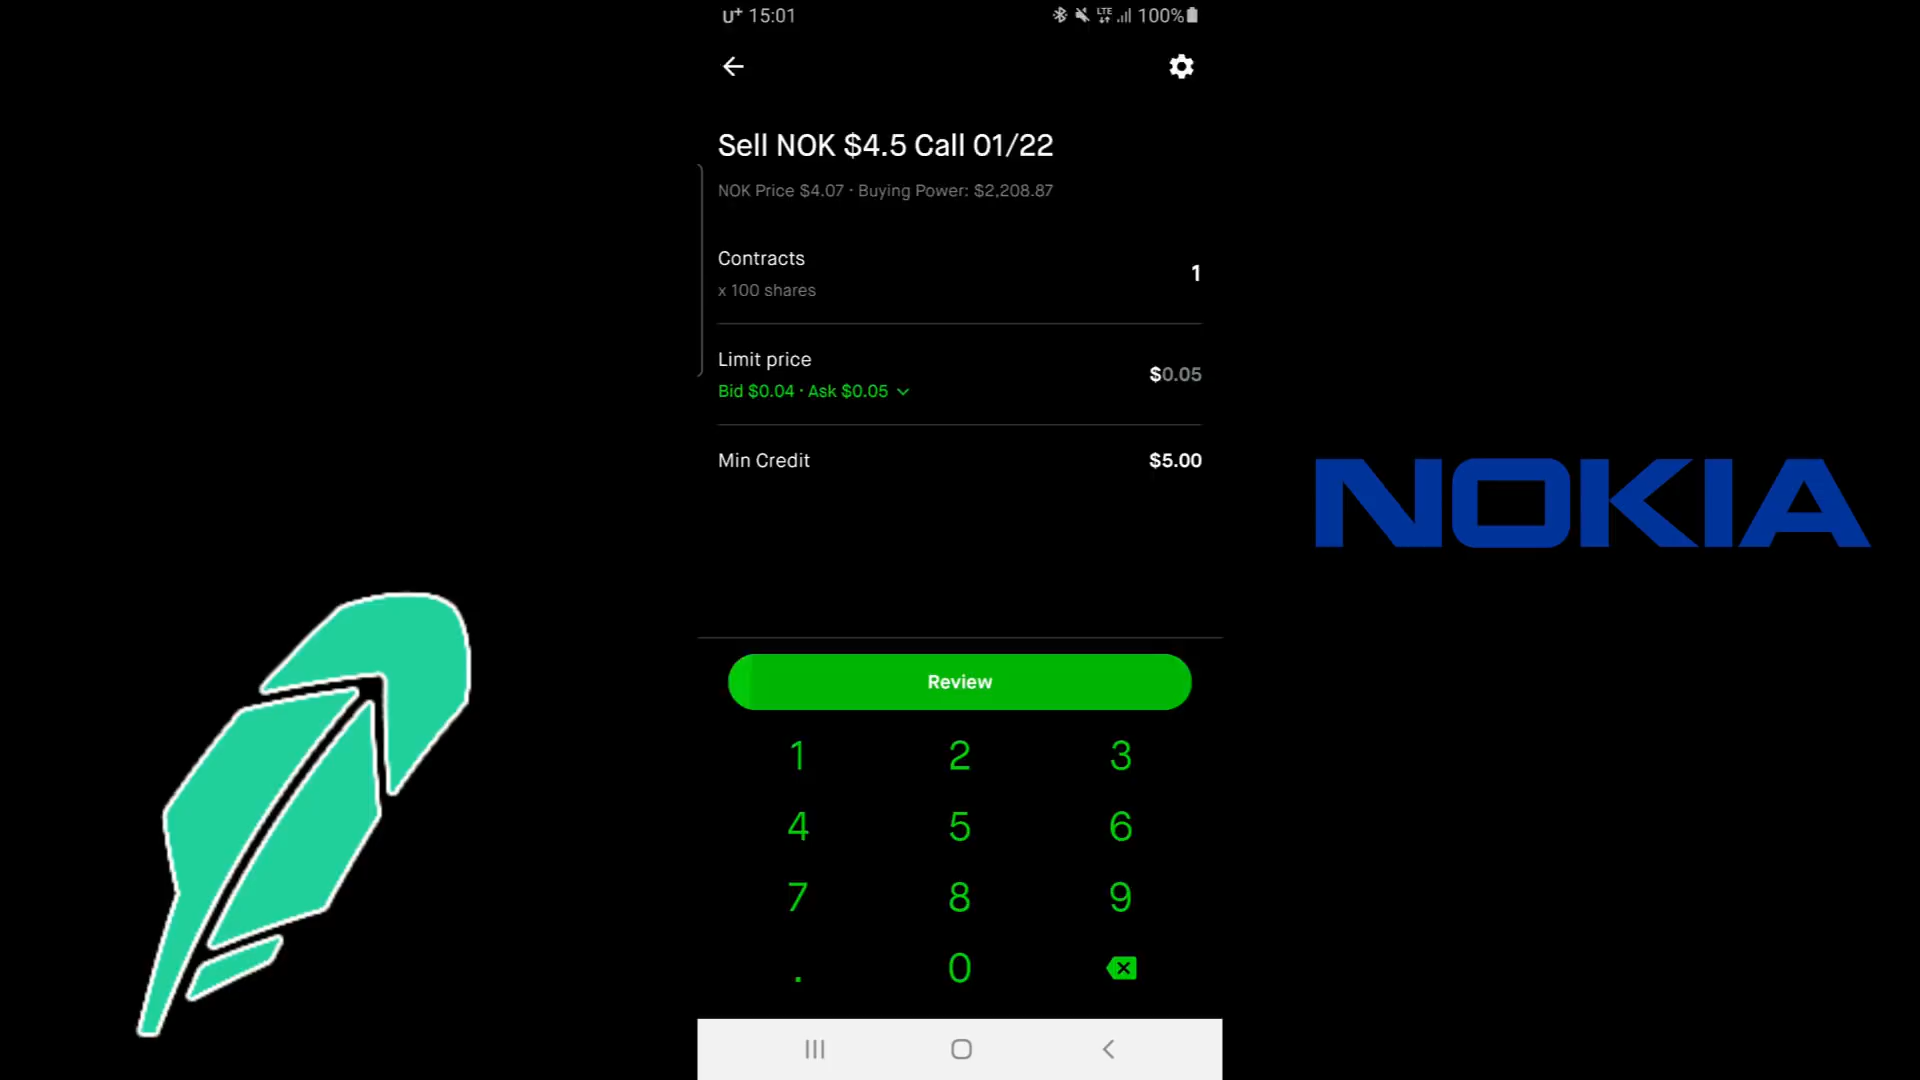 U+ 15:01
LTE 100%
Sell NOK $4.5 Call 01/22
NOK Price $4.07 · Buying Power: $2,208.87
Contracts
1
x 100 shares
Limit price
$0.05
Bid $0.04 · Ask $0.05
Min Credit $5.00
NOKIA
Review
1 2 3
4 5 6
7 8 9
. 0